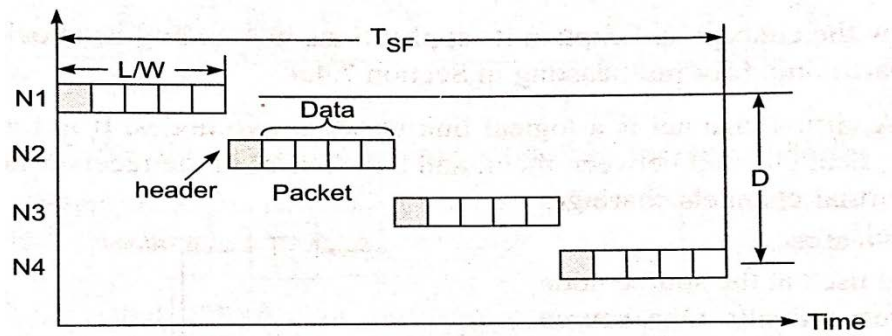 T_SF
L/W
N1
Data
N2
header
Packet
D
N3
N4
Time